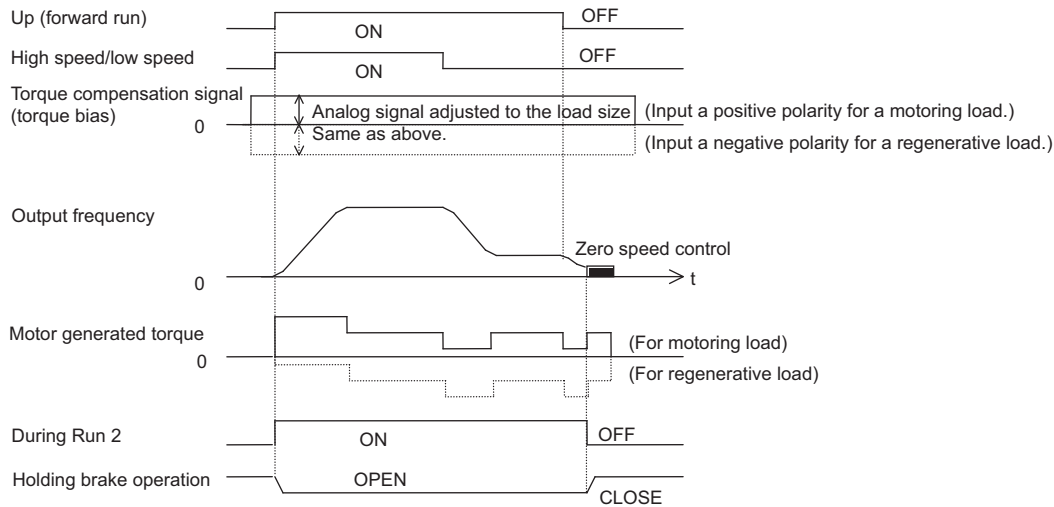 Up (forward run)
ON
OFF
High speed/low speed
ON
OFF
Torque compensation signal
(torque bias)
0
Analog signal adjusted to the load size
(Input a positive polarity for a motoring load.)
Same as above.
(Input a negative polarity for a regenerative load.)
Output frequency
Zero speed control
0
t
Motor generated torque
0
(For motoring load)
(For regenerative load)
During Run 2
ON
OFF
Holding brake operation
OPEN
CLOSE